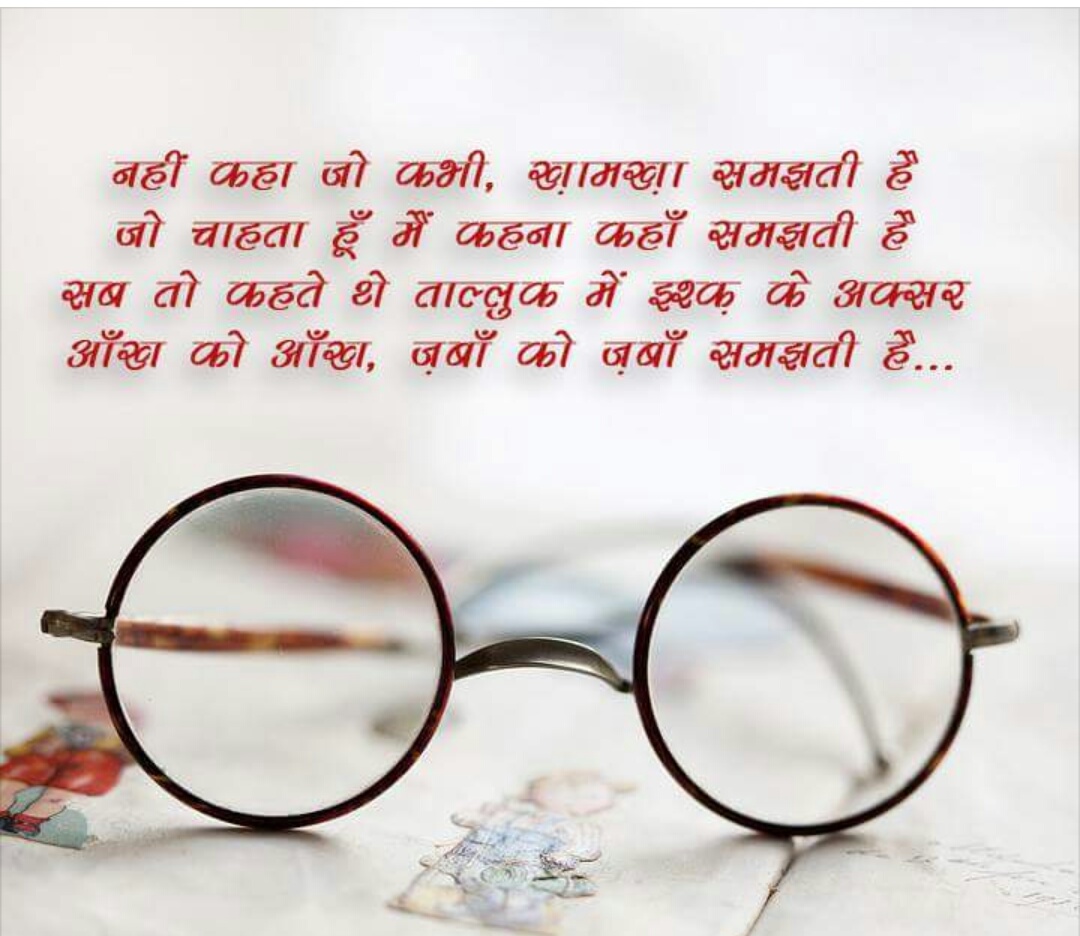 नहीं कहा जो कभी, ख़ामख़ा समझती है
जो चाहता हूँ मैं कहना कहाँ समझती है
सब तो कहते थे ताल्लुक में इश्क़ के अक्सर
आँख को आँख, ज़बाँ को ज़बाँ समझती है...